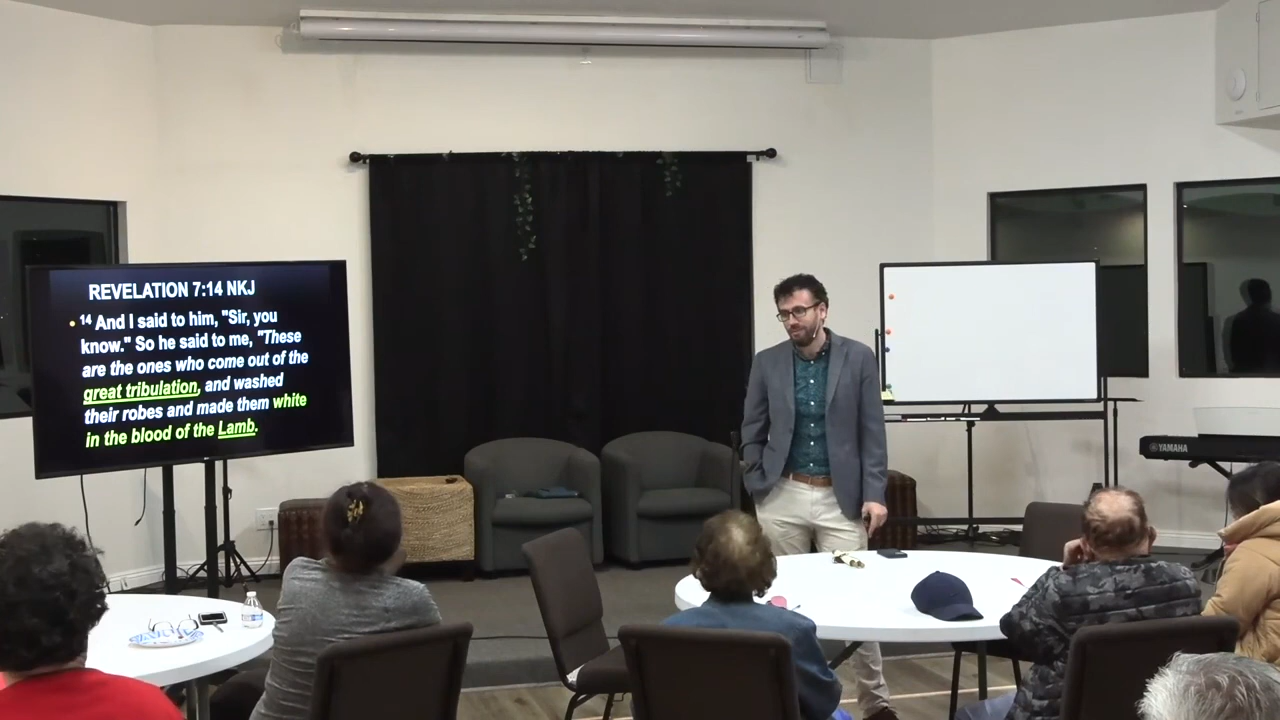 REVELATION 7:14 NKJ
• 14 And I said to him, "Sir, you
know." So he said to me, "These
are the ones who come out of the
great tribulation, and washed
their robes and made them white
in the blood of the Lamb.
YAMAHA